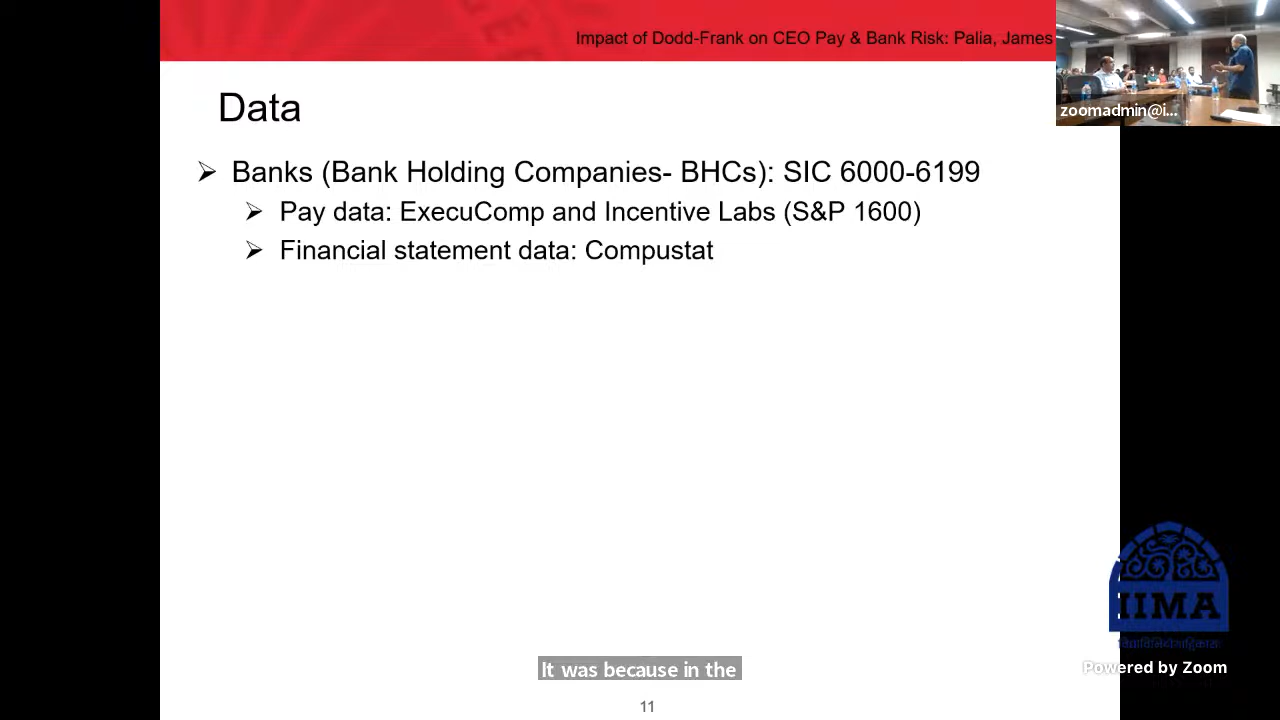 Impact of Dodd-Frank on CEO Pay & Bank Risk: Palia, James
zoomadmin@i...
Data
➢ Banks (Bank Holding Companies- BHCs): SIC 6000-6199
➢ Pay data: ExecuComp and Incentive Labs (S&P 1600)
➢ Financial statement data: Compustat
IIMA
Powered by Zoom
It was because in the
11